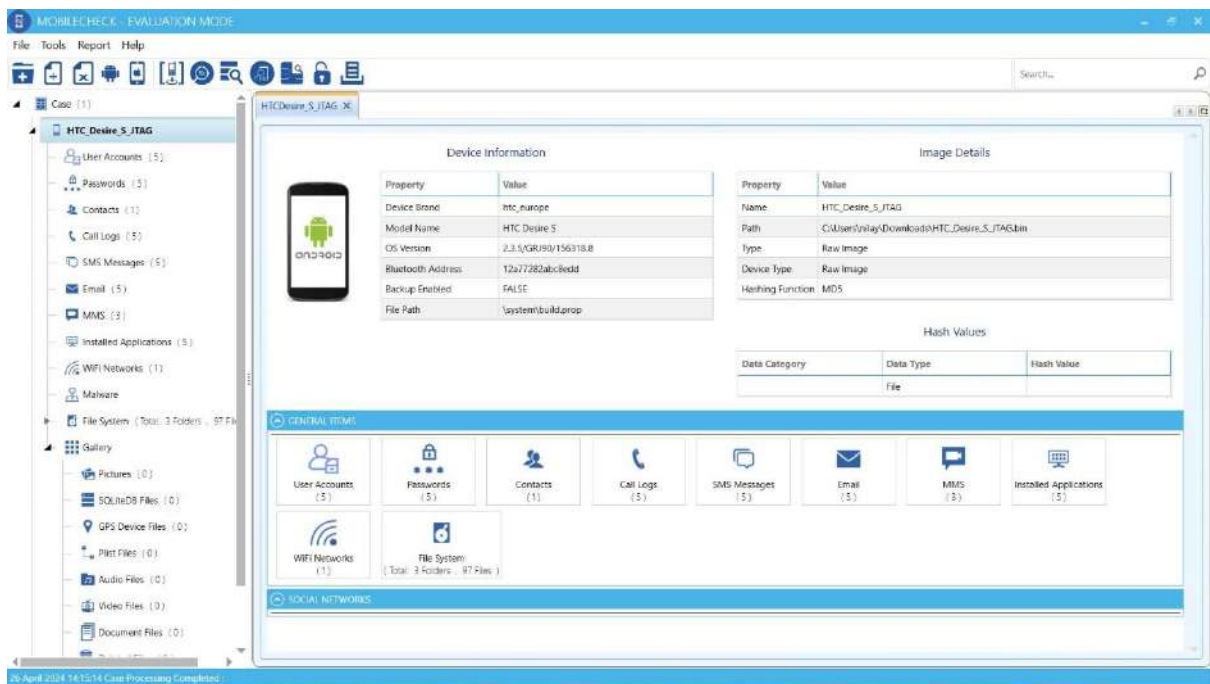 MOBILECHECK - EVALUATION MODE
File Tools Report Help
Search...
Case (1)
HTC_Desire_S_JTAG
User Accounts (5)
Passwords (5)
Contacts (1)
Call Logs (5)
SMS Messages (5)
Email (5)
MMS (3)
Installed Applications (5)
WiFi Networks (1)
Malware
File System (Total: 3 Folders , 97 File
Gallery
Pictures (0)
SQLiteDB Files (0)
GPS Device Files (0)
Plist Files (0)
Audio Files (0)
Video Files (0)
Document Files (0)
HTCDesire_S_JTAG
Device Information
ANDROID
Property Value
Device Brand htc_europe
Model Name HTC Desire S
OS Version 2.3.5/GRJ90/156318.8
Bluetooth Address 12a77282abc8edd
Backup Enabled FALSE
File Path \system\build.prop
Image Details
Property Value
Name HTC_Desire_S_JTAG
Path C:\Users\nilay\Downloads\HTC_Desire_S_JTAG.bin
Type Raw Image
Device Type Raw Image
Hashing Function MD5
Hash Values
Data Category Data Type Hash Value
File
GENERAL ITEMS
User Accounts Passwords Contacts Call Logs SMS Messages Email MMS Installed Applications
(5) (5) (1) (5) (5) (5) (3) (5)
WiFi Networks File System
(1) (Total: 3 Folders , 97 Files )
SOCIAL NETWORKS
26 April 2024 14:15:14 Case Processing Completed :